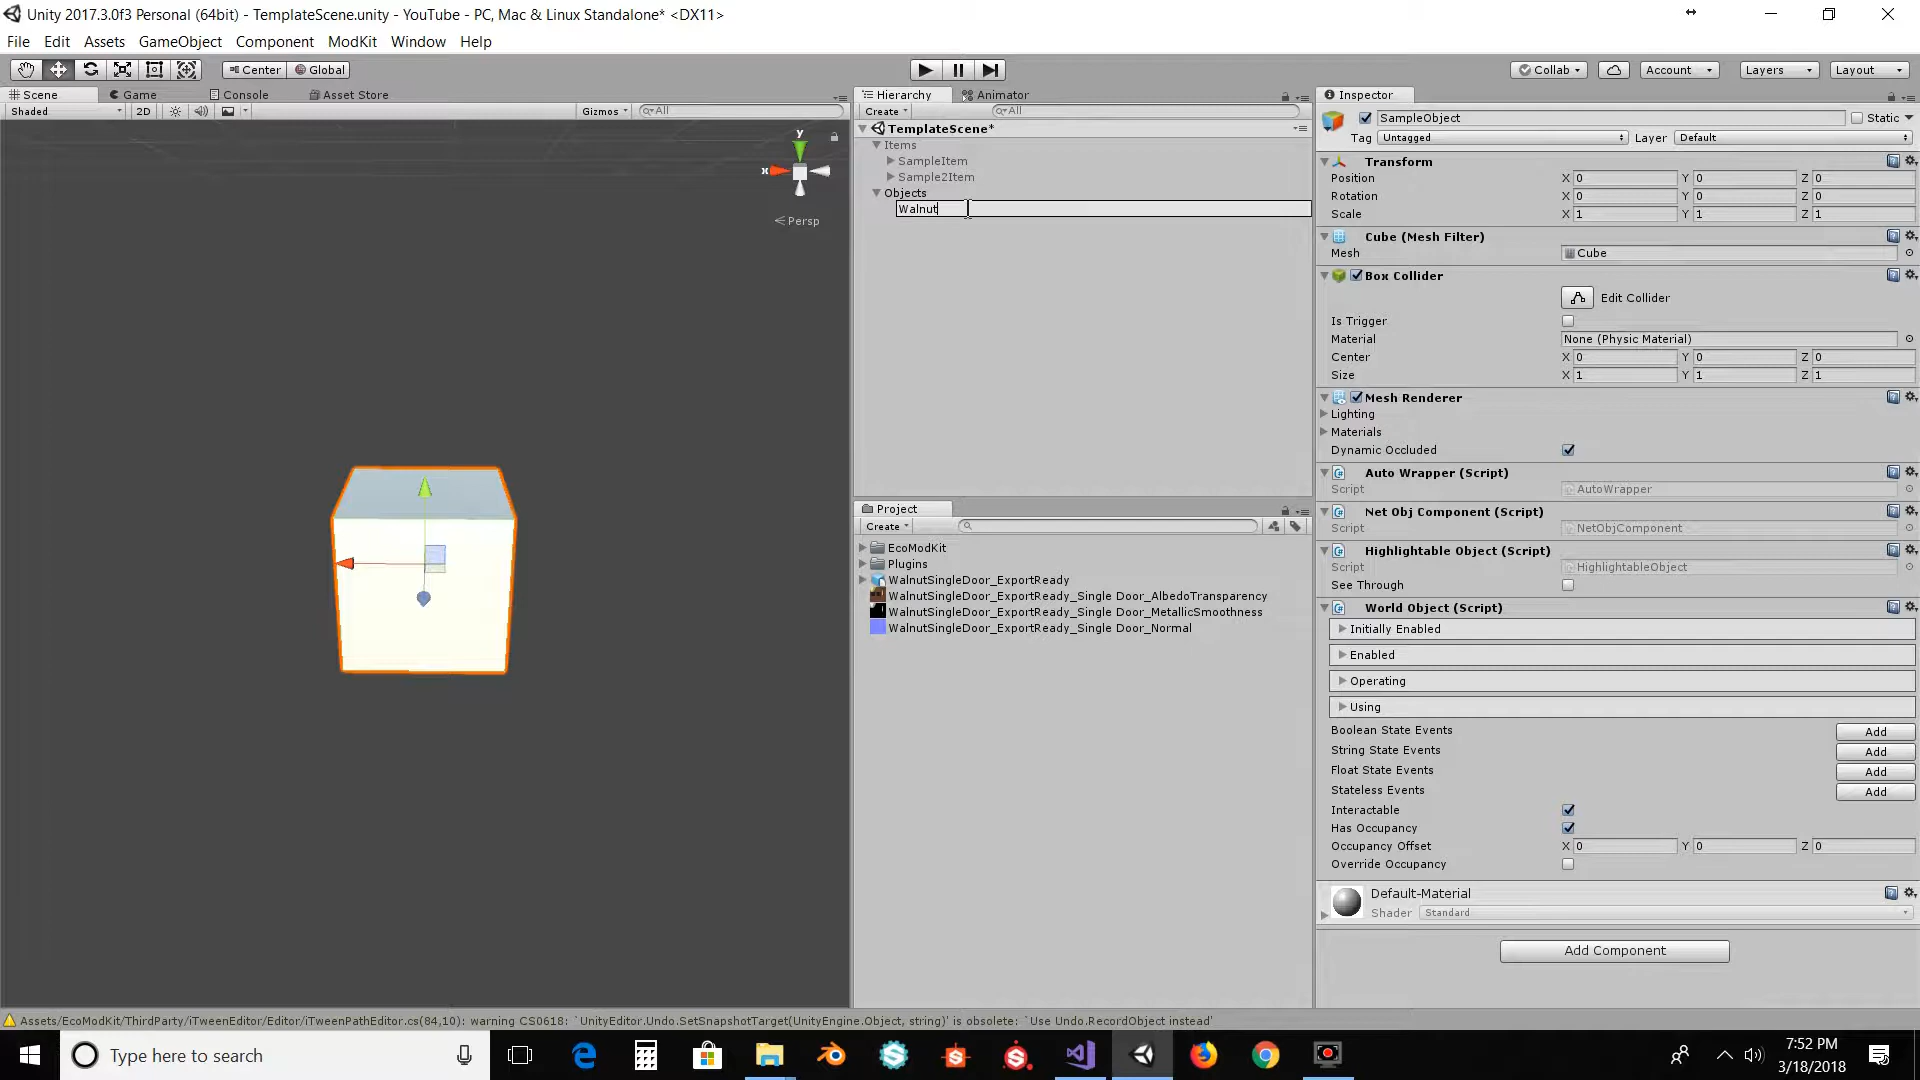 Unity 2017.3.0f3 Personal (64bit) - TemplateScene.unity - YouTube - PC, Mac & Linux Standalone* <DX11>
File Edit Assets GameObject Component ModKit Window Help
Center Global Collab Account Layers Layout
Scene Game Console Asset Store
Shaded 2D Gizmos All
y
x
Persp
Hierarchy Animator
Create All
TemplateScene*
Items
SampleItem
Sample2Item
Objects
Walnut
Project
Create
EcoModKit
Plugins
WalnutSingleDoor_ExportReady
WalnutSingleDoor_ExportReady_Single Door_AlbedoTransparency
WalnutSingleDoor_ExportReady_Single Door_MetallicSmoothness
WalnutSingleDoor_ExportReady_Single Door_Normal
Inspector
SampleObject Static
Tag Untagged Layer Default
Transform
Position X 0 Y 0 Z 0
Rotation X 0 Y 0 Z 0
Scale X 1 Y 1 Z 1
Cube (Mesh Filter)
Mesh Cube
Box Collider
Edit Collider
Is Trigger
Material None (Physic Material)
Center X 0 Y 0 Z 0
Size X 1 Y 1 Z 1
Mesh Renderer
Lighting
Materials
Dynamic Occluded
Auto Wrapper (Script)
Script AutoWrapper
Net Obj Component (Script)
Script NetObjComponent
Highlightable Object (Script)
Script HighlightableObject
See Through
World Object (Script)
Initially Enabled
Enabled
Operating
Using
Boolean State Events Add
String State Events Add
Float State Events Add
Stateless Events Add
Interactable
Has Occupancy
Occupancy Offset X 0 Y 0 Z 0
Override Occupancy
Default-Material
Shader Standard
Add Component
Assets/EcoModKit/ThirdParty/iTweenEditor/Editor/iTweenPathEditor.cs(84,10): warning CS0618: `UnityEditor.Undo.SetSnapshotTarget(UnityEngine.Object, string)' is obsolete: `Use Undo.RecordObject instead'
Type here to search
7:52 PM
3/18/2018